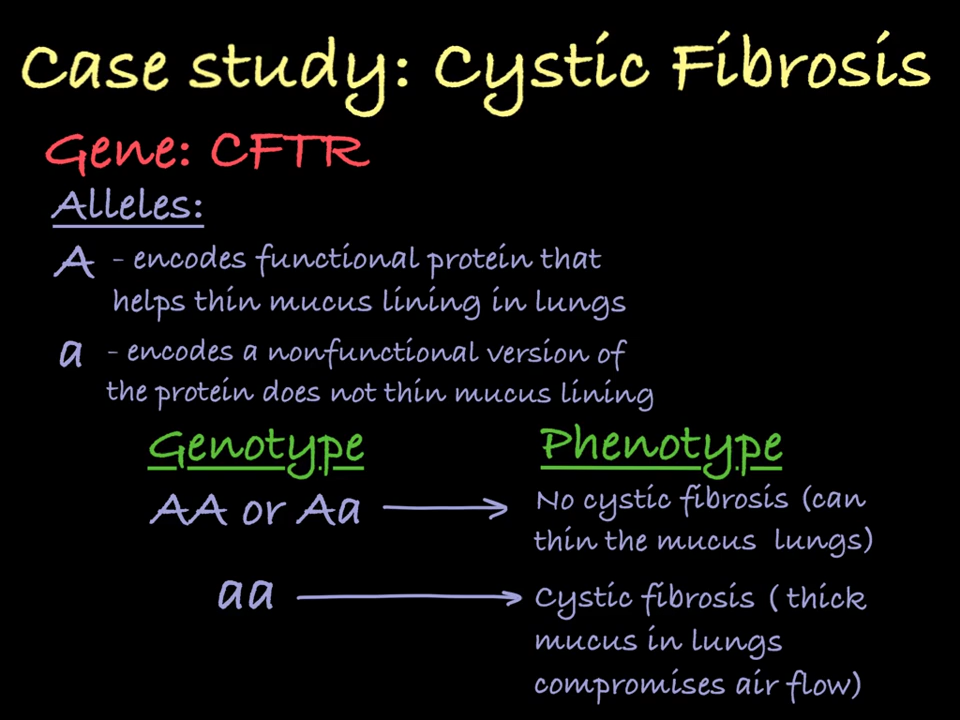 Case study: Cystic Fibrosis
Gene: CFTR
Alleles:
A - encodes functional protein that
helps thin mucus lining in lungs
a - encodes a nonfunctional version of
the protein does not thin mucus lining
Genotype Phenotype
AA or Aa No cystic fibrosis (can
thin the mucus lungs)
aa Cystic fibrosis ( thick
mucus in lungs
compromises air flow)